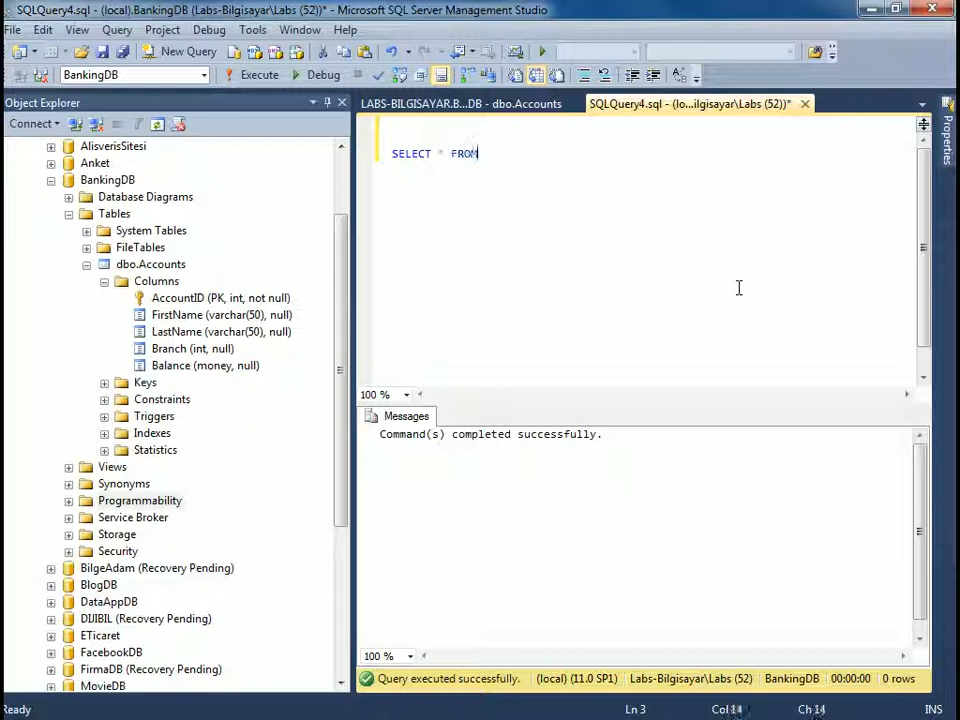 SQLQuery4.sql - (local).BankingDB (Labs-Bilgisayar\Labs (52))* - Microsoft SQL Server Management Studio
File Edit View Query Project Debug Tools Window Help
New Query
BankingDB Execute Debug
Object Explorer
Connect
AlisverisSitesi
Anket
BankingDB
Database Diagrams
Tables
System Tables
FileTables
dbo.Accounts
Columns
AccountID (PK, int, not null)
FirstName (varchar(50), null)
LastName (varchar(50), null)
Branch (int, null)
Balance (money, null)
Keys
Constraints
Triggers
Indexes
Statistics
Views
Synonyms
Programmability
Service Broker
Storage
Security
BilgeAdam (Recovery Pending)
BlogDB
DataAppDB
DIJIBIL (Recovery Pending)
ETicaret
FacebookDB
FirmaDB (Recovery Pending)
MovieDB
LABS-BILGISAYAR.B...DB - dbo.Accounts
SQLQuery4.sql - (lo...ilgisayar\Labs (52))*
SELECT * FROM
100 %
Messages
Command(s) completed successfully.
100 %
Query executed successfully. (local) (11.0 SP1) Labs-Bilgisayar\Labs (52) BankingDB 00:00:00 0 rows
Properties
Ready Ln 3 Col 14 Ch 14 INS